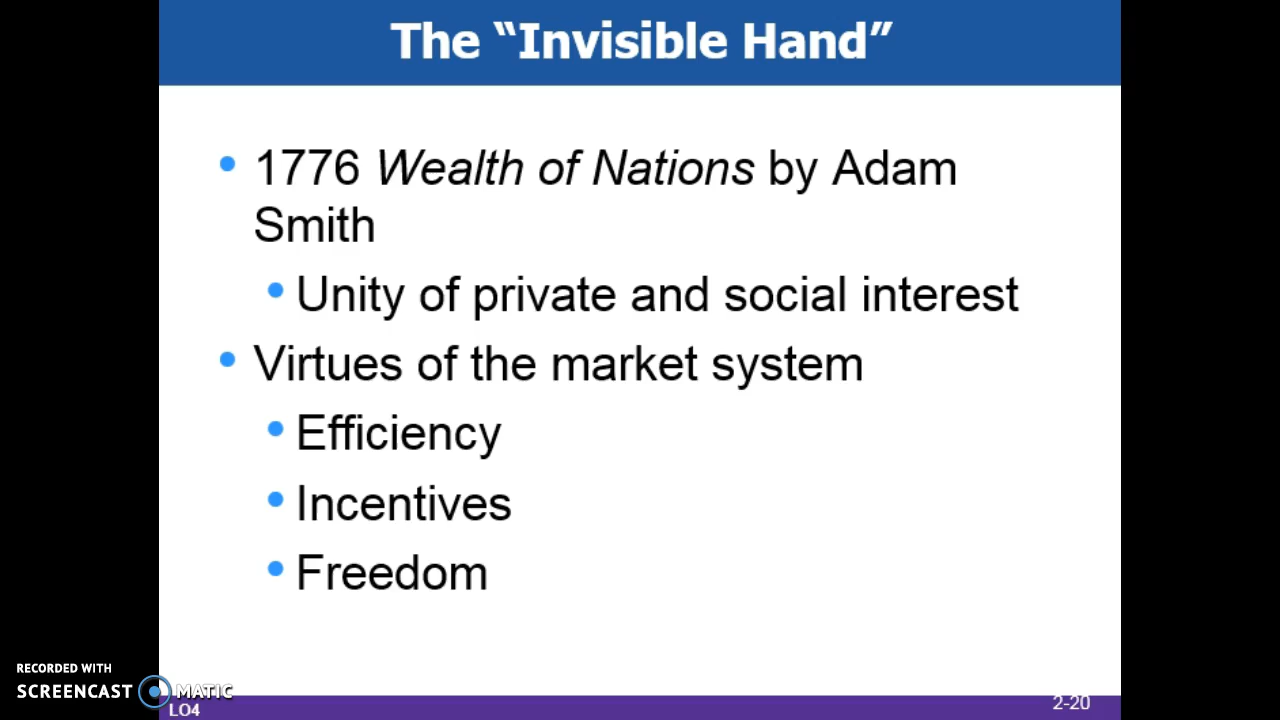 The “Invisible Hand”
• 1776 Wealth of Nations by Adam
Smith
• Unity of private and social interest
• Virtues of the market system
• Efficiency
• Incentives
• Freedom
RECORDED WITH
SCREENCAST MATIC
LO4
2-20